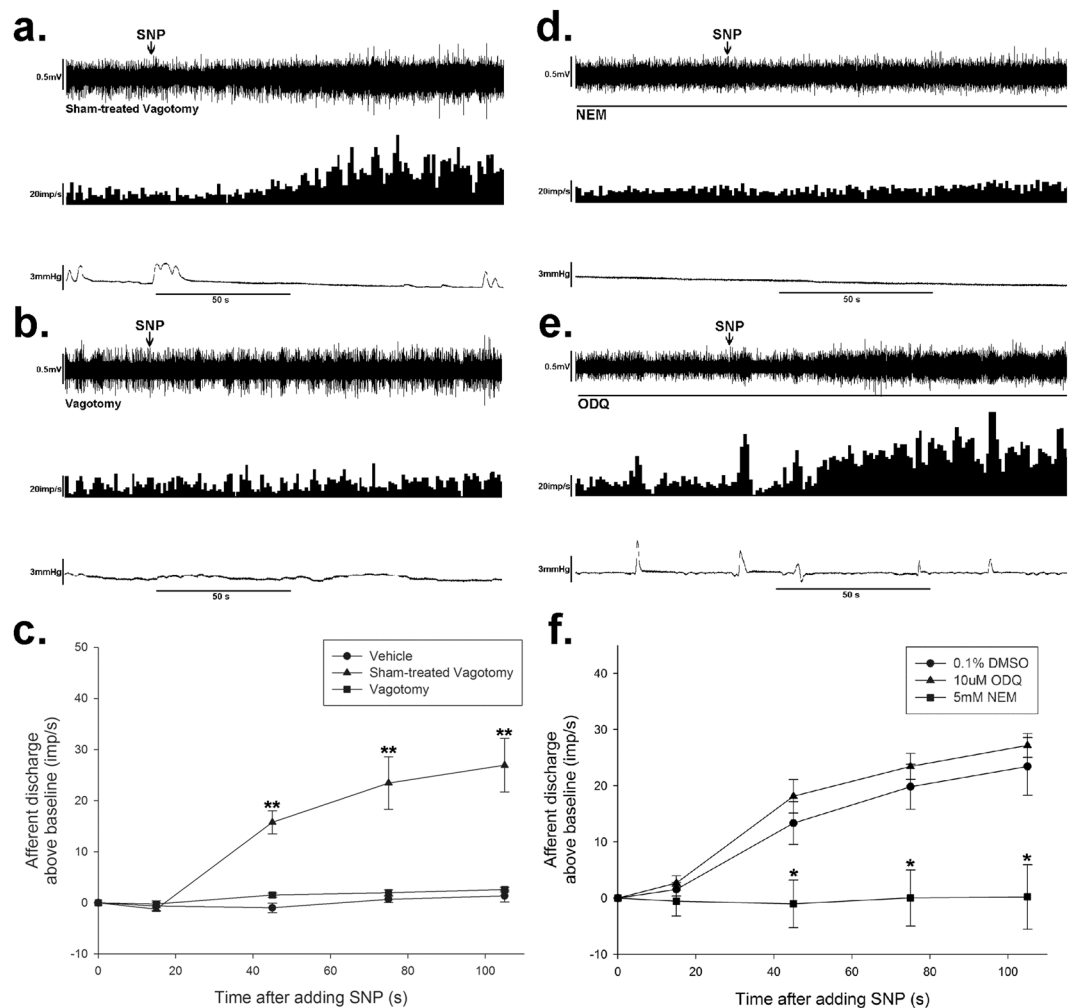 a.
SNP
0.5mV
Sham-treated Vagotomy
20imp/s
3mmHg
50 s
b.
SNP
0.5mV
Vagotomy
20imp/s
3mmHg
50 s
c.
50
40
30
20
10
0
-10
Afferent discharge
above baseline (imp/s)
Vehicle
Sham-treated Vagotomy
Vagotomy
**
**
**
0
20
40
60
80
100
Time after adding SNP (s)
d.
SNP
0.5mV
NEM
20imp/s
3mmHg
50 s
e.
SNP
0.5mV
ODQ
20imp/s
3mmHg
50 s
f.
40
30
20
10
0
-10
Afferent discharge
above baseline (imp/s)
0.1% DMSO
10uM ODQ
5mM NEM
*
*
*
0
20
40
60
80
100
Time after adding SNP (s)